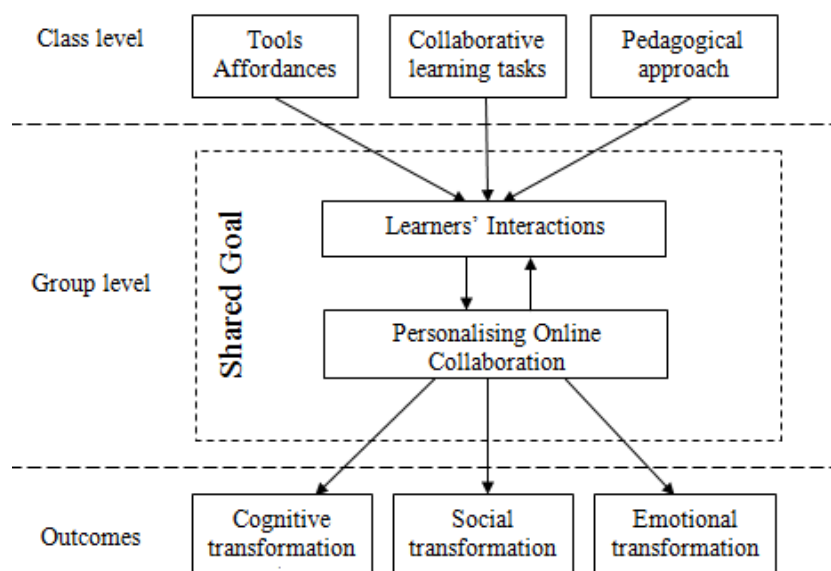 Class level
Tools
Affordances
Collaborative
learning tasks
Pedagogical
approach
Group level
Shared Goal
Learners’ Interactions
Personalising Online
Collaboration
Outcomes
Cognitive
transformation
Social
transformation
Emotional
transformation